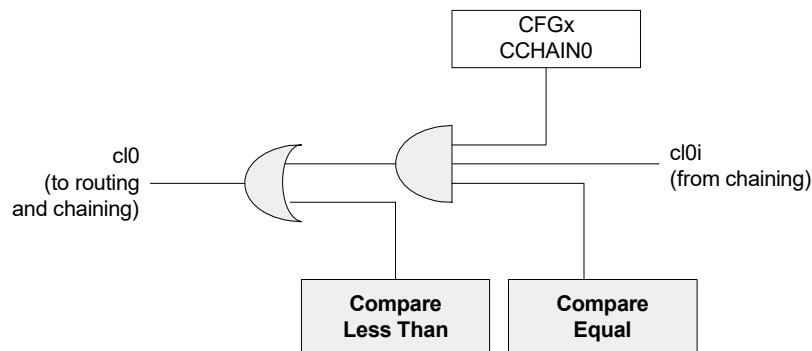 CFGx
CCHAIN0
cl0
(to routing
and chaining)
cl0i
(from chaining)
Compare
Less Than
Compare
Equal